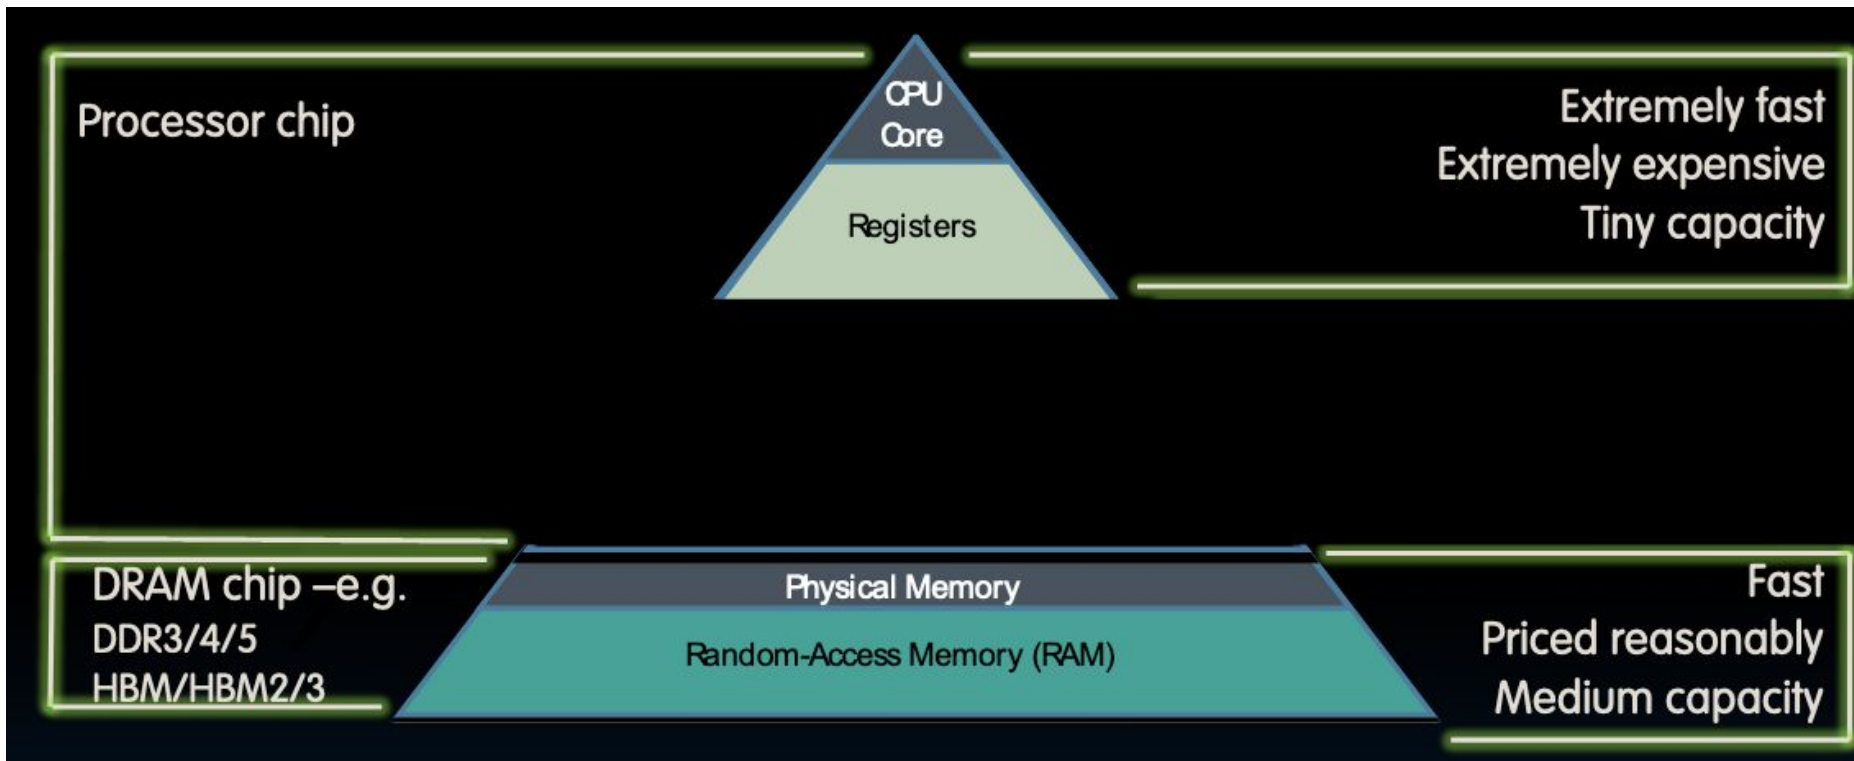 Processor chip
CPU
Core
Registers
Extremely fast
Extremely expensive
Tiny capacity
DRAM chip –e.g.
DDR3/4/5
HBM/HBM2/3
Physical Memory
Random-Access Memory (RAM)
Fast
Priced reasonably
Medium capacity